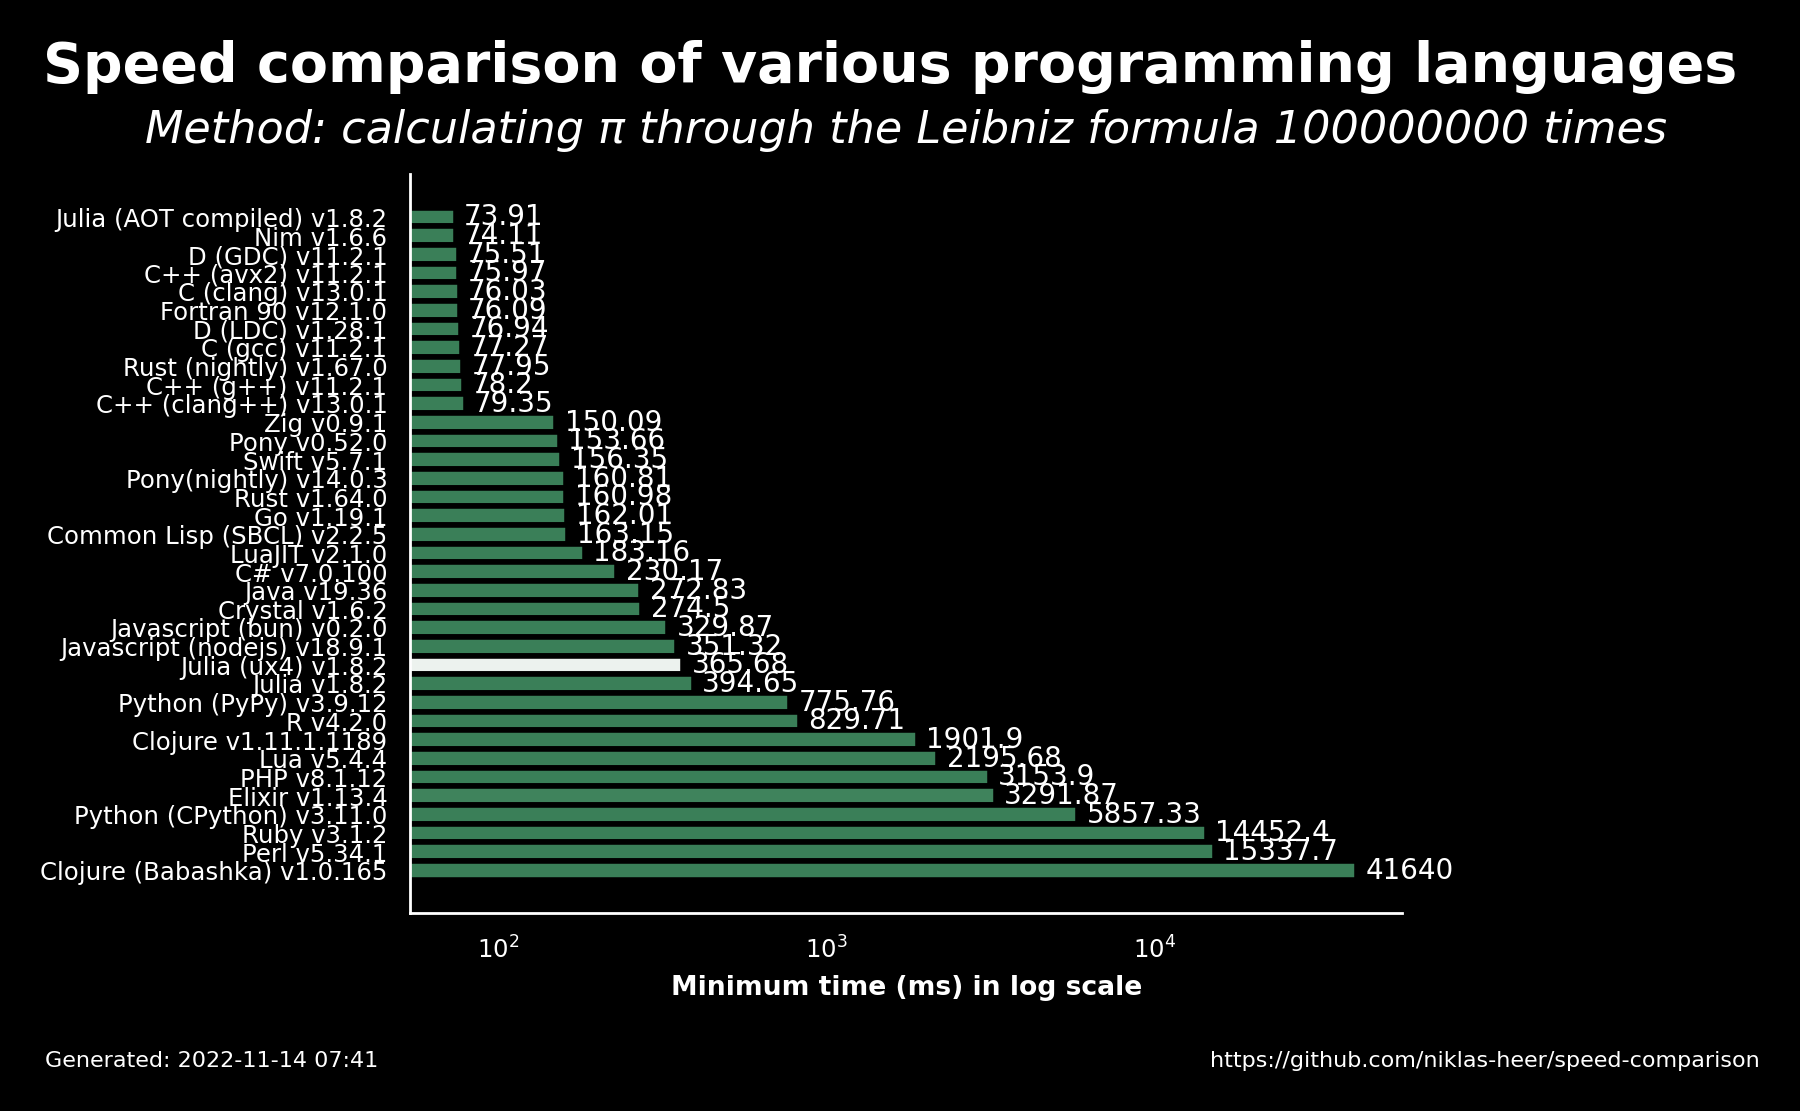 Speed comparison of various programming languages
Method: calculating π through the Leibniz formula 100000000 times
Julia (AOT compiled) v1.8.2 73.91
Nim v1.6.6 74.11
D (GDC) v11.2.1 75.51
C++ (avx2) v11.2.1 75.97
C (clang) v13.0.1 76.03
Fortran 90 v12.1.0 76.09
D (LDC) v1.28.1 76.94
C (gcc) v11.2.1 77.27
Rust (nightly) v1.67.0 77.95
C++ (g++) v11.2.1 78.2
C++ (clang++) v13.0.1 79.35
Zig v0.9.1 150.09
Pony v0.52.0 153.66
Swift v5.7.1 156.35
Pony(nightly) v14.0.3 160.81
Rust v1.64.0 160.98
Go v1.19.1 162.01
Common Lisp (SBCL) v2.2.5 163.15
LuaJIT v2.1.0 183.16
C# v7.0.100 230.17
Java v19.36 272.83
Crystal v1.6.2 274.5
Javascript (bun) v0.2.0 329.87
Javascript (nodejs) v18.9.1 351.32
Julia (ux4) v1.8.2 365.68
Julia v1.8.2 394.65
Python (PyPy) v3.9.12 775.76
R v4.2.0 829.71
Clojure v1.11.1.1189 1901.9
Lua v5.4.4 2195.68
PHP v8.1.12 3153.9
Elixir v1.13.4 3291.87
Python (CPython) v3.11.0 5857.33
Ruby v3.1.2 14452.4
Perl v5.34.1 15337.7
Clojure (Babashka) v1.0.165 41640
10² 10³ 10⁴
Minimum time (ms) in log scale
Generated: 2022-11-14 07:41 https://github.com/niklas-heer/speed-comparison